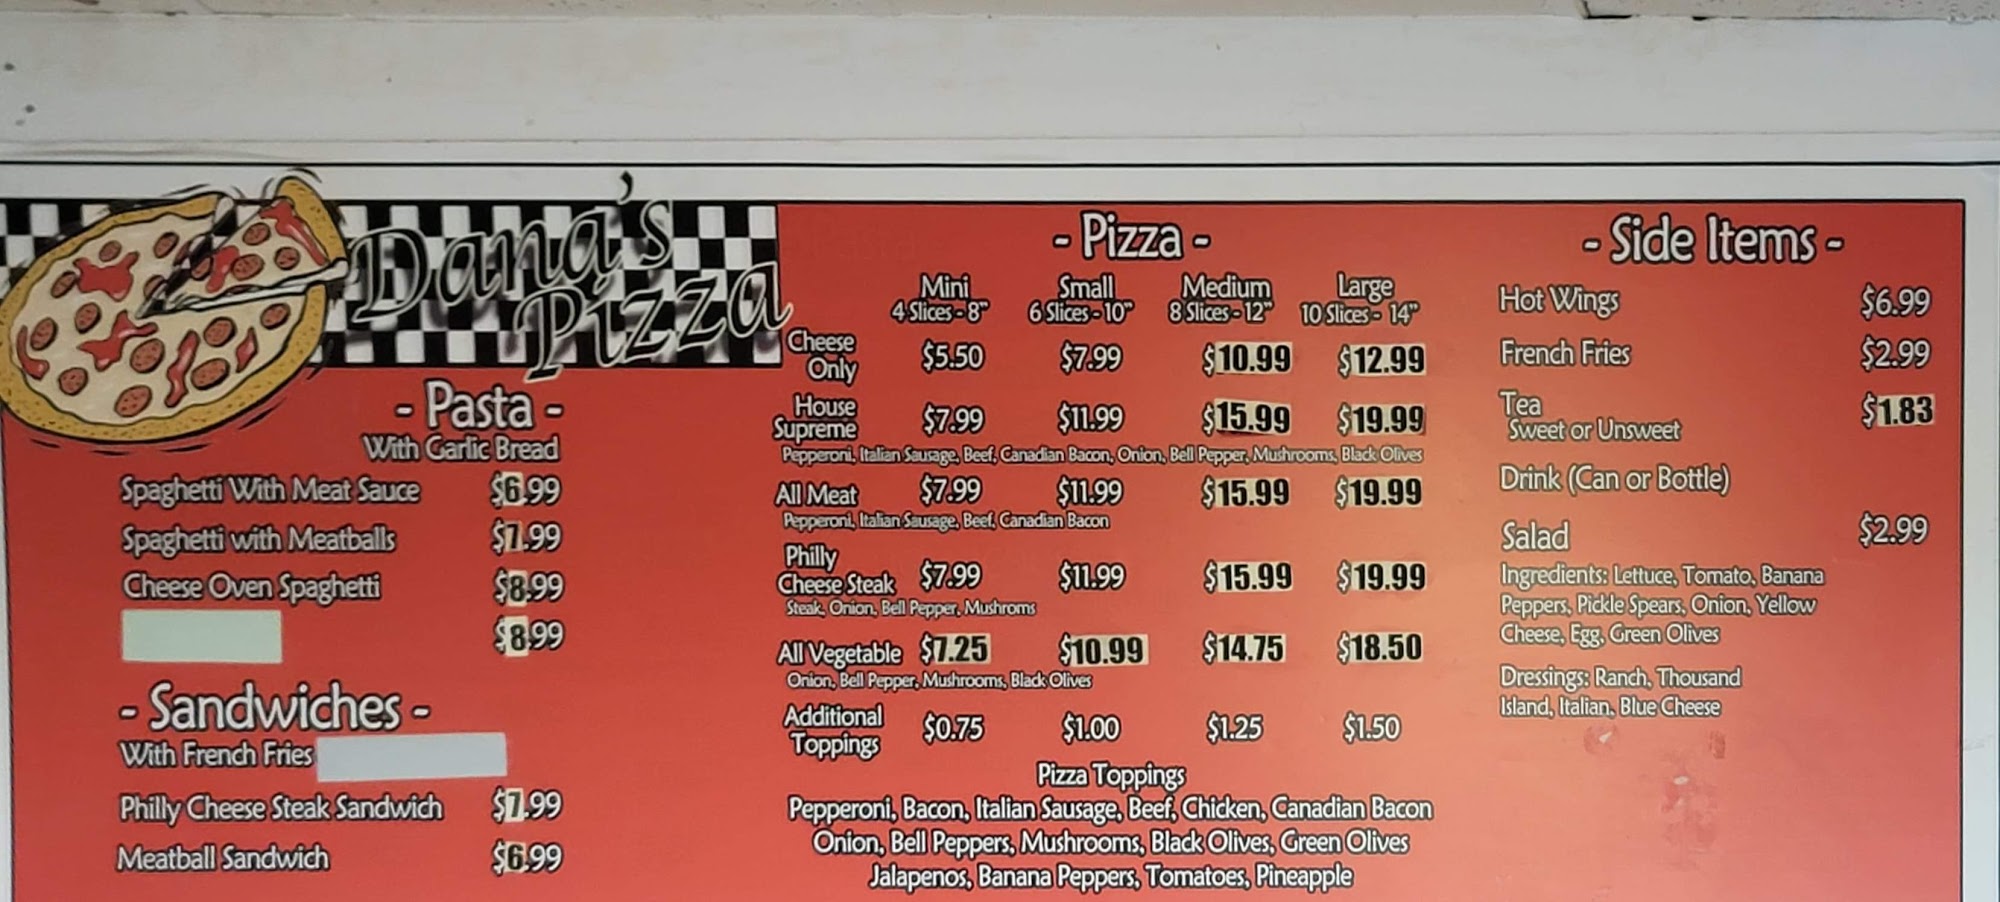 Dana's
Pizza
- Pasta -
With Garlic Bread
Spaghetti With Meat Sauce $6.99
Spaghetti with Meatballs $7.99
Cheese Oven Spaghetti $8.99
$8.99
- Sandwiches -
With French Fries
Philly Cheese Steak Sandwich $7.99
Meatball Sandwich $6.99
- Pizza -
Mini Small Medium Large
4 Slices - 8" 6 Slices - 10" 8 Slices - 12" 10 Slices - 14"
Cheese
Only $5.50 $7.99 $10.99 $12.99
House
Supreme $7.99 $11.99 $15.99 $19.99
Pepperoni, Italian Sausage, Beef, Canadian Bacon, Onion, Bell Pepper, Mushrooms, Black Olives
All Meat $7.99 $11.99 $15.99 $19.99
Pepperoni, Italian Sausage, Beef, Canadian Bacon
Philly
Cheese Steak $7.99 $11.99 $15.99 $19.99
Steak, Onion, Bell Pepper, Mushroms
All Vegetable $7.25 $10.99 $14.75 $18.50
Onion, Bell Pepper, Mushrooms, Black Olives
Additional
Toppings $0.75 $1.00 $1.25 $1.50
Pizza Toppings
Pepperoni, Bacon, Italian Sausage, Beef, Chicken, Canadian Bacon
Onion, Bell Peppers, Mushrooms, Black Olives, Green Olives
Jalapenos, Banana Peppers, Tomatoes, Pineapple
- Side Items -
Hot Wings $6.99
French Fries $2.99
Tea $1.83
Sweet or Unsweet
Drink (Can or Bottle)
Salad $2.99
Ingredients: Lettuce, Tomato, Banana
Peppers, Pickle Spears, Onion, Yellow
Cheese, Egg, Green Olives
Dressings: Ranch, Thousand
Island, Italian, Blue Cheese